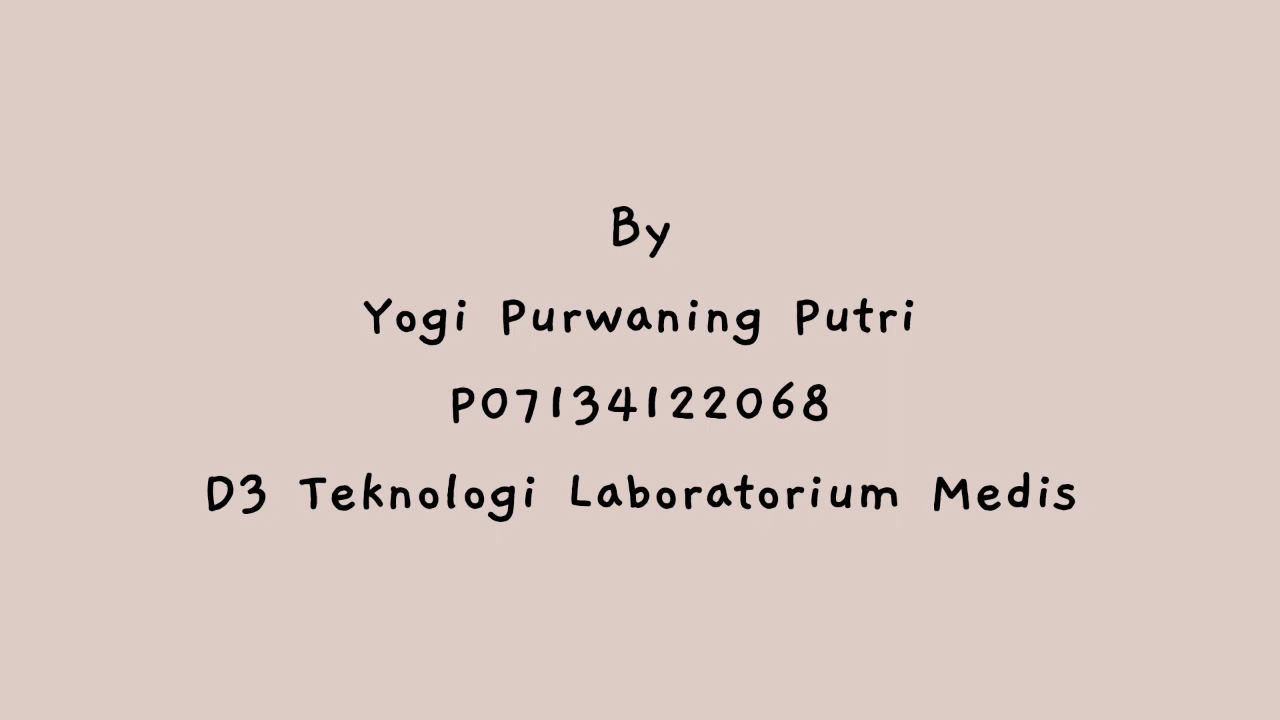 By
Yogi Purwaning Putri
P07134122068
D3 Teknologi Laboratorium Medis